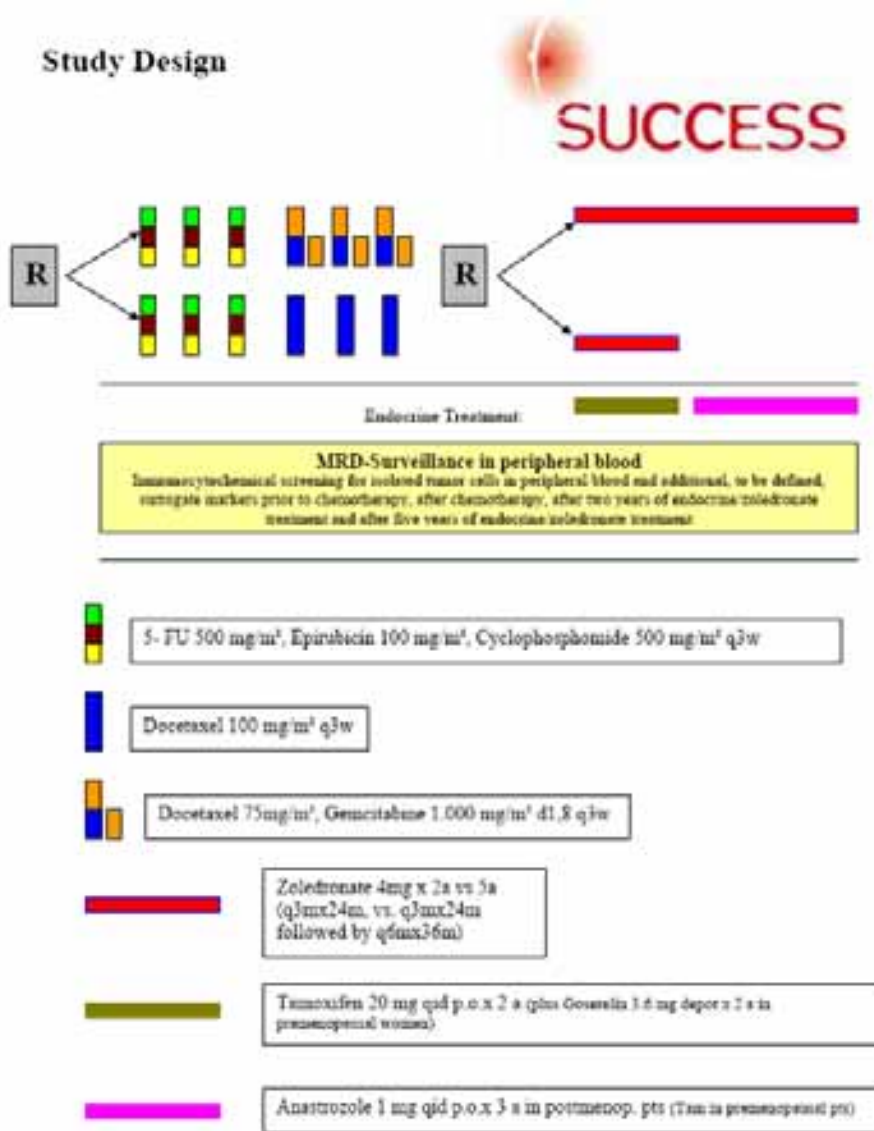 Study Design
SUCCESS
R
R
Endocrine Treatment:
MRD-Surveillance in peripheral blood
Immunocytochemical screening for isolated tumor cells in peripheral blood and additional, to be defined,
surrogate markers prior to chemotherapy, after chemotherapy, after two years of endocrine/zoledronate
treatment and after five years of endocrine/zoledronate treatment
5- FU 500 mg/m², Epirubicin 100 mg/m², Cyclophosphomide 500 mg/m² q3w
Docetaxel 100 mg/m² q3w
Docetaxel 75mg/m², Gemcitabine 1.000 mg/m² d1,8 q3w
Zoledronate 4mg x 2a vs 5a
(q3mx24m, vs. q3mx24m
followed by q6mx36m)
Tamoxifen 20 mg qid p.o.x 2 a (plus Goserelin 3.6 mg depot x 2 a in
premenopausal women)
Anastrozole 1 mg qid p.o.x 3 a in postmenop. pts (Tam in premenopausal pts)